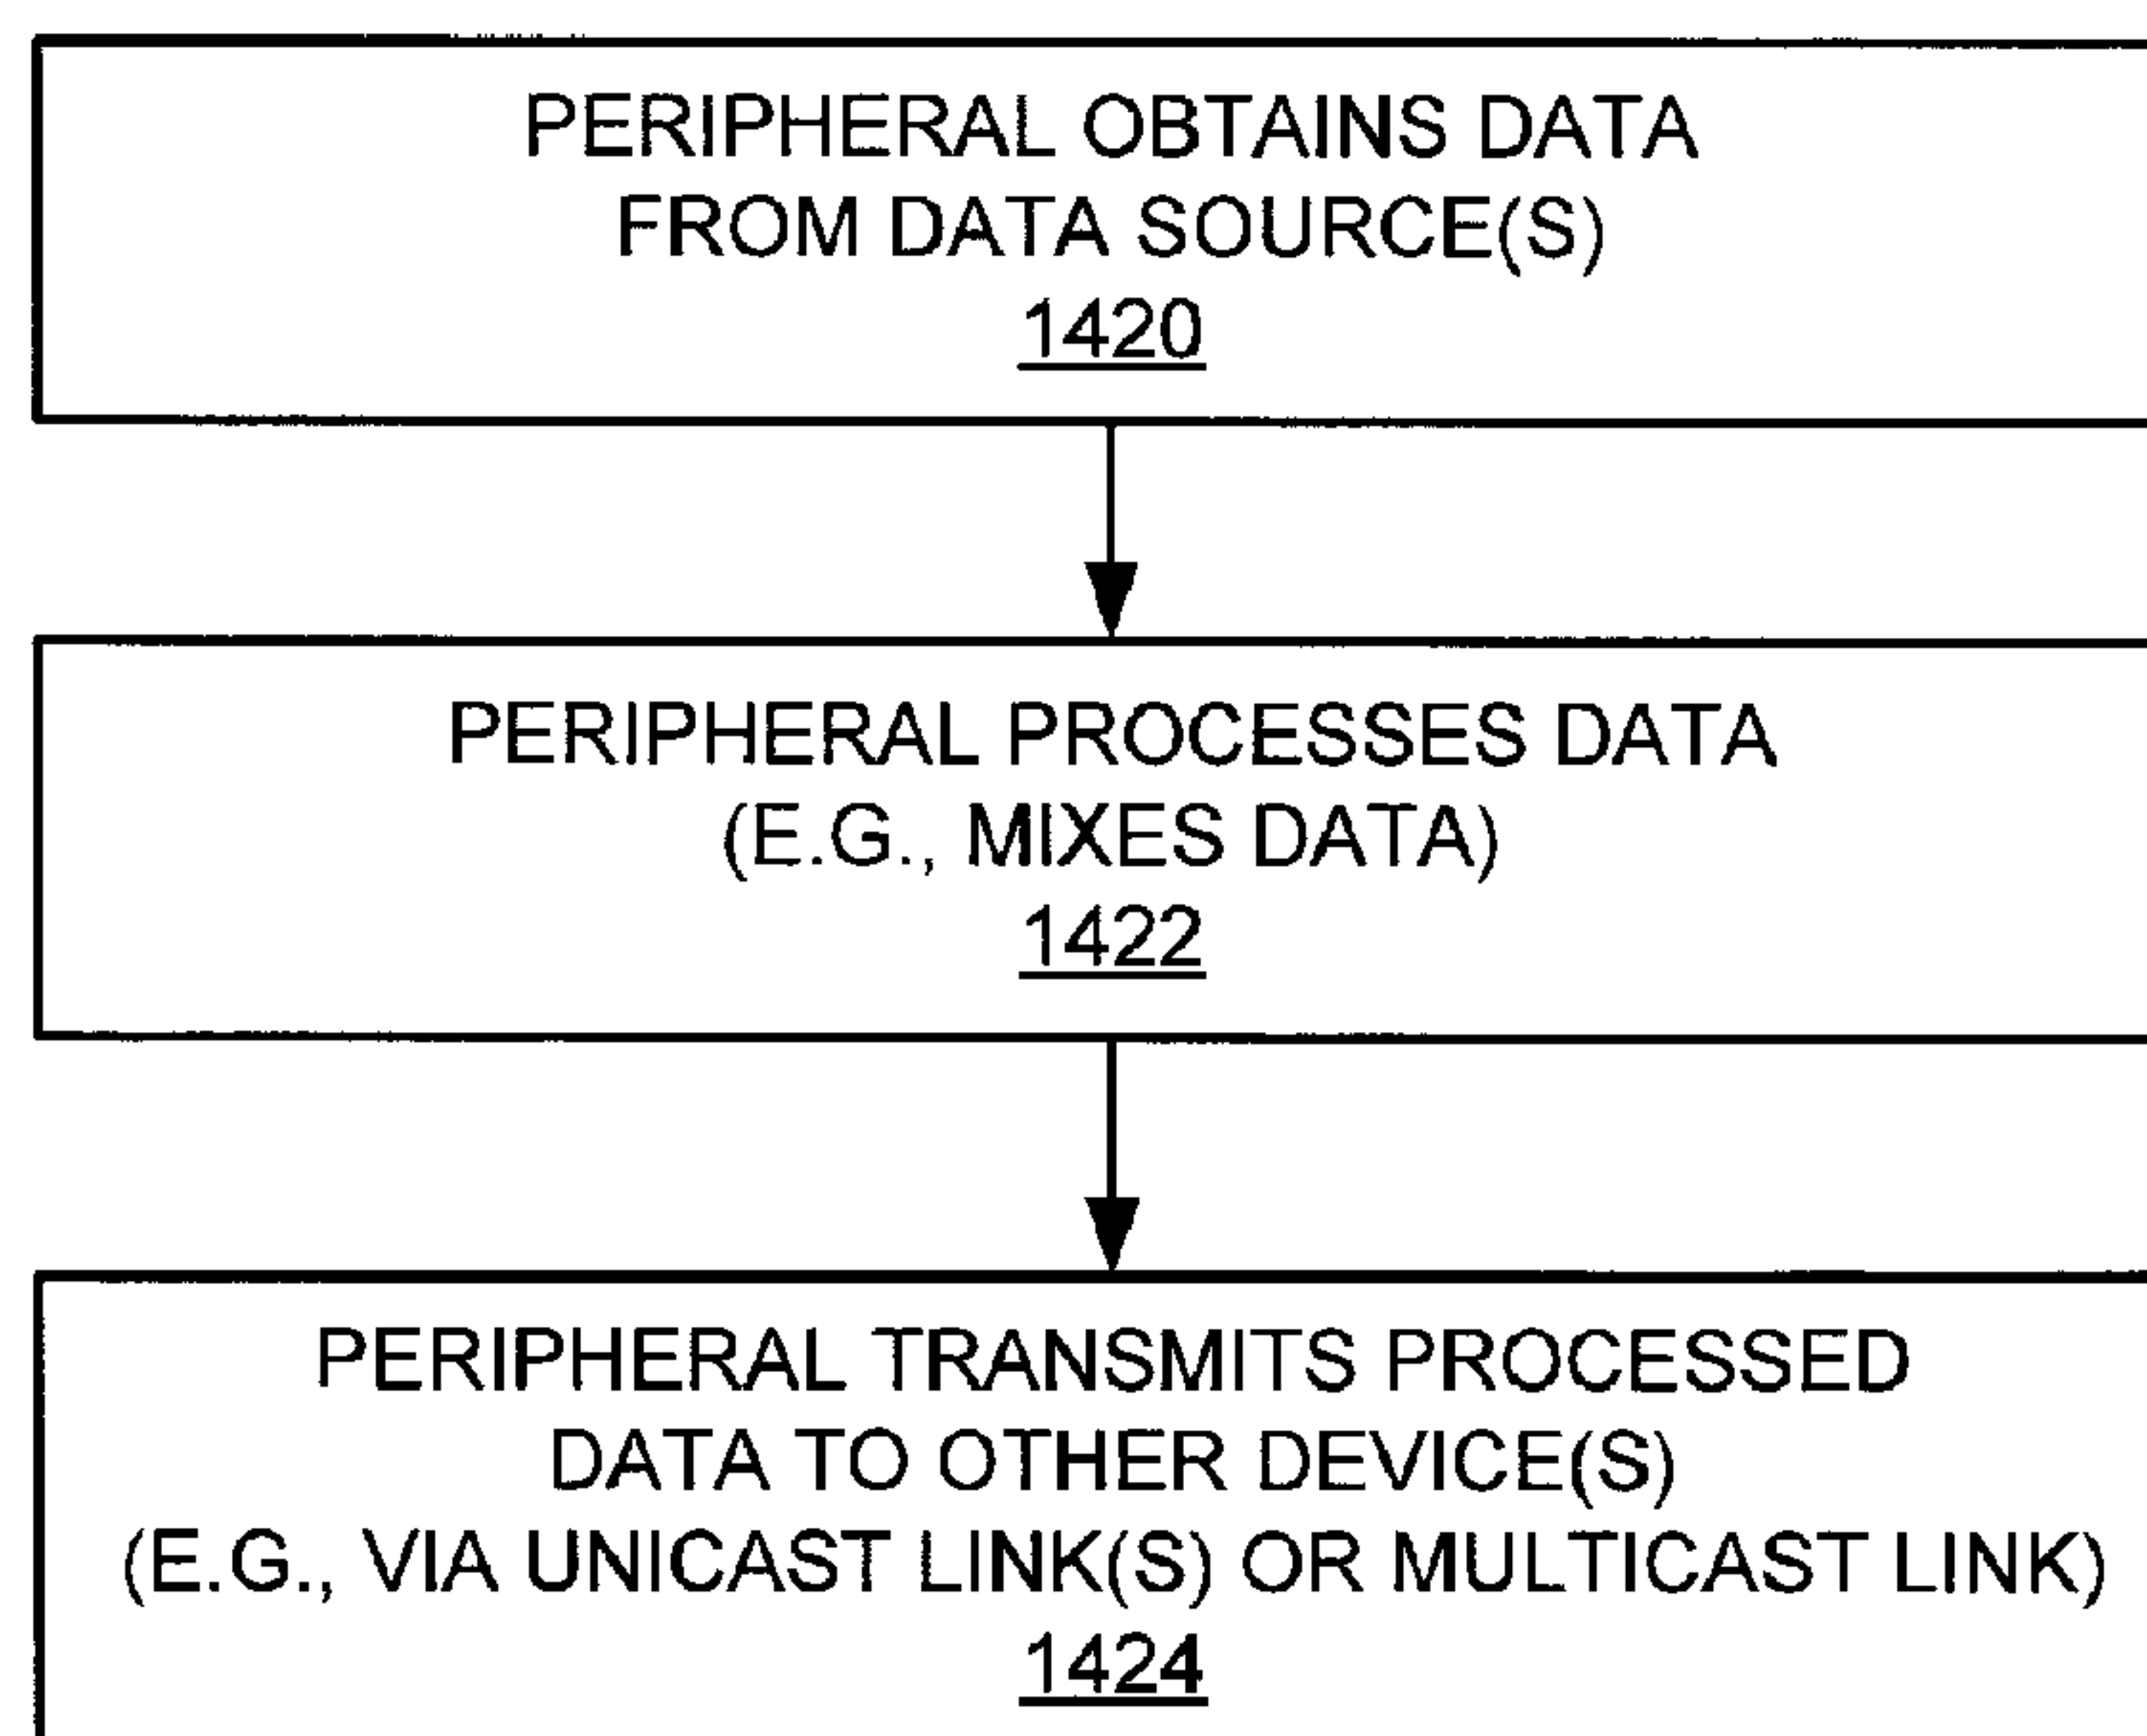 PERIPHERAL OBTAINS DATA
FROM DATA SOURCE(S)
1420
PERIPHERAL PROCESSES DATA
(E.G., MIXES DATA)
1422
PERIPHERAL TRANSMITS PROCESSED
DATA TO OTHER DEVICE(S)
(E.G., VIA UNICAST LINK(S) OR MULTICAST LINK)
1424